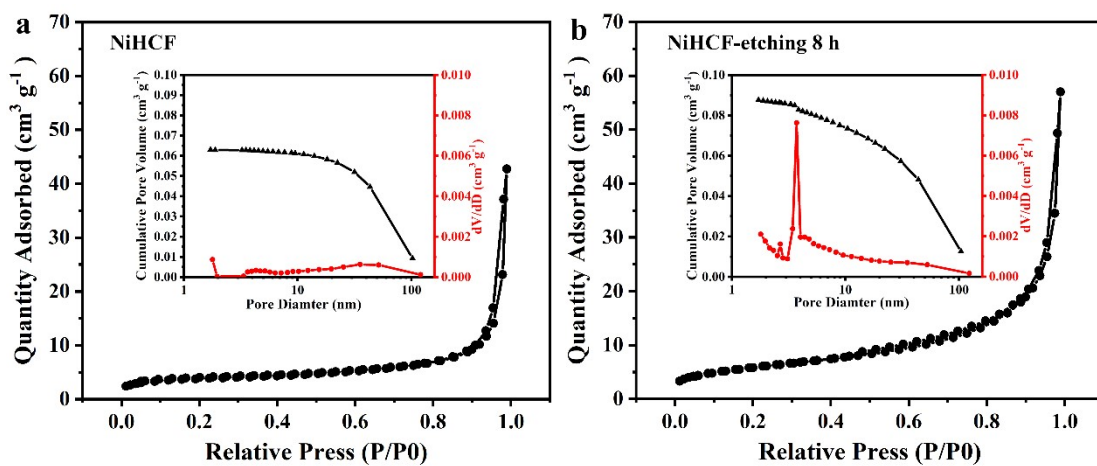 a
NiHCF
Quantity Adsorbed (cm³ g⁻¹)
70
60
50
40
30
20
10
0
0.0 0.2 0.4 0.6 0.8 1.0
Relative Press (P/P0)
Cumulative Pore Volume (cm³ g⁻¹)
0.10
0.09
0.08
0.07
0.06
0.05
0.04
0.03
0.02
0.01
0.00
1 10 100
Pore Diamter (nm)
0.010
0.008
0.006
0.004
0.002
0.000
dV/dD (cm³ g⁻¹)
b
NiHCF-etching 8 h
Quantity Adsorbed (cm³ g⁻¹)
70
60
50
40
30
20
10
0
0.0 0.2 0.4 0.6 0.8 1.0
Relative Press (P/P0)
Cumulative Pore Volume (cm³ g⁻¹)
0.10
0.08
0.06
0.04
0.02
0.00
1 10 100
Pore Diamter (nm)
0.010
0.008
0.006
0.004
0.002
0.000
dV/dD (cm³ g⁻¹)